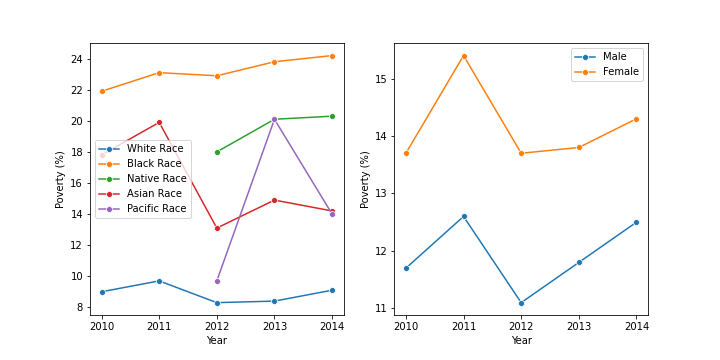 24
22
20
18
16
14
12
10
8
Poverty (%)
White Race
Black Race
Native Race
Asian Race
Pacific Race
2010 2011 2012 2013 2014
Year
15
14
13
12
11
Poverty (%)
Male
Female
2010 2011 2012 2013 2014
Year